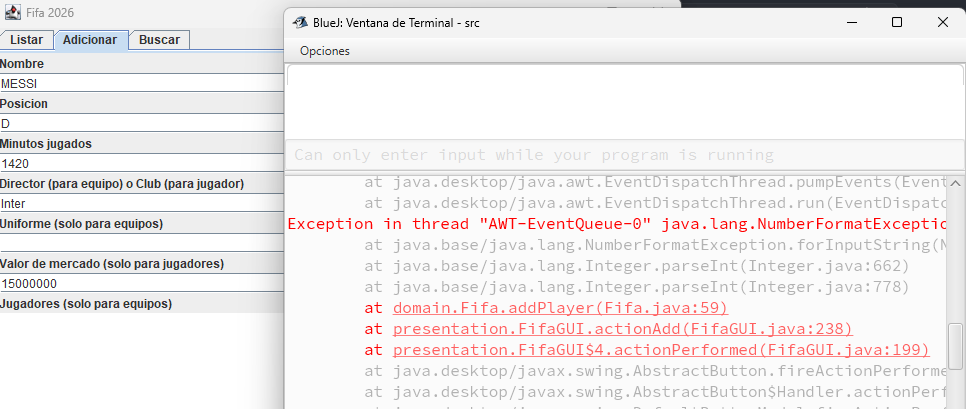 Fifa 2026
Listar Adicionar Buscar
Nombre
MESSI
Posicion
D
Minutos jugados
1420
Director (para equipo) o Club (para jugador)
Inter
Uniforme (solo para equipos)
Valor de mercado (solo para jugadores)
15000000
Jugadores (solo para equipos)
BlueJ: Ventana de Terminal - src
Opciones
Can only enter input while your program is running
at java.desktop/java.awt.EventDispatchThread.pumpEvents(Event
at java.desktop/java.awt.EventDispatchThread.run(EventDispatc
Exception in thread "AWT-EventQueue-0" java.lang.NumberFormatExceptio
at java.base/java.lang.NumberFormatException.forInputString(N
at java.base/java.lang.Integer.parseInt(Integer.java:662)
at java.base/java.lang.Integer.parseInt(Integer.java:778)
at domain.Fifa.addPlayer(Fifa.java:59)
at presentation.FifaGUI.actionAdd(FifaGUI.java:238)
at presentation.FifaGUI$4.actionPerformed(FifaGUI.java:199)
at java.desktop/javax.swing.AbstractButton.fireActionPerforme
at java.desktop/javax.swing.AbstractButton$Handler.actionPerf